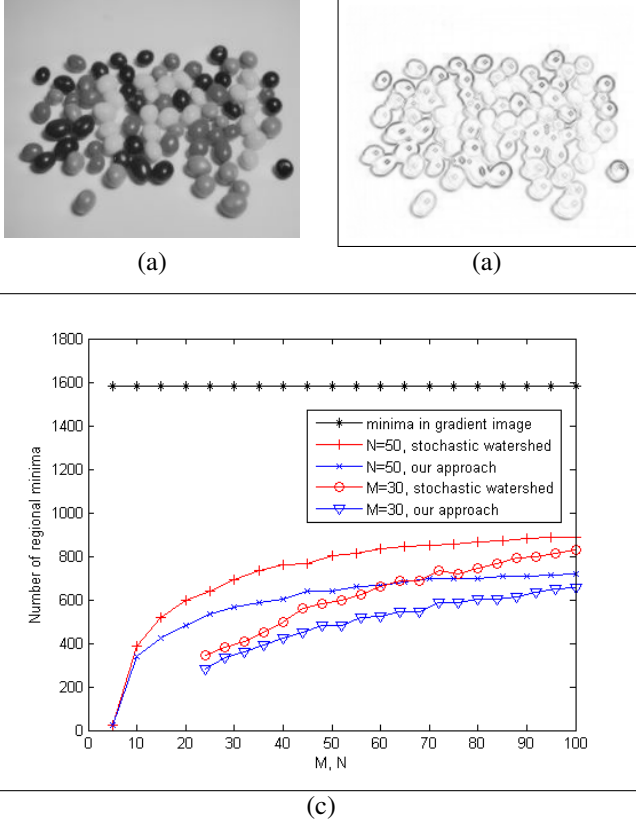 (a) (a)
1800
1600
1400
1200
1000
800
600
400
200
0
Number of regional minima
minima in gradient image
N=50, stochastic watershed
N=50, our approach
M=30, stochastic watershed
M=30, our approach
0 10 20 30 40 50 60 70 80 90 100
M, N
(c)